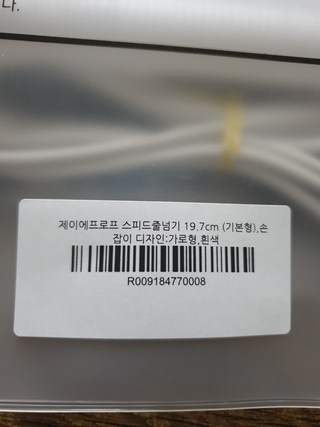 다.
제이에프로프 스피드줄넘기 19.7cm (기본형),손
잡이 디자인:가로형,흰색
R009184770008